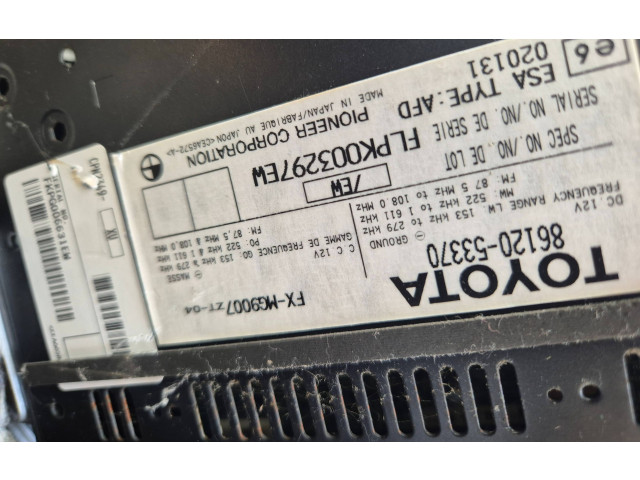 TOYOTA
86120-53370
FX-MG9007ZT-04
DC 12V
⊖ GROUND
FREQUENCY RANGE LW: 153 kHz to 279 kHz
MW: 522 kHz to 1 611 kHz
FM: 87.5 MHz to 108.0 MHz
C.C 12V
⊖ MASSE
GAMME DE FREQUENCE GO: 153 kHz à 279 kHz
PO: 522 kHz à 1 611 kHz
FM: 87,5 MHz à 108,0 MHz
SPEC NO./NO. DE LOT
/EW
SERIAL NO./NO. DE SERIE
FLPK003297EW
ESA TYPE:AFD
e6
020131
PIONEER CORPORATION
MADE IN JAPAN/FABRIQUE AU JAPON <CEA8572-A>
SERIAL NO.